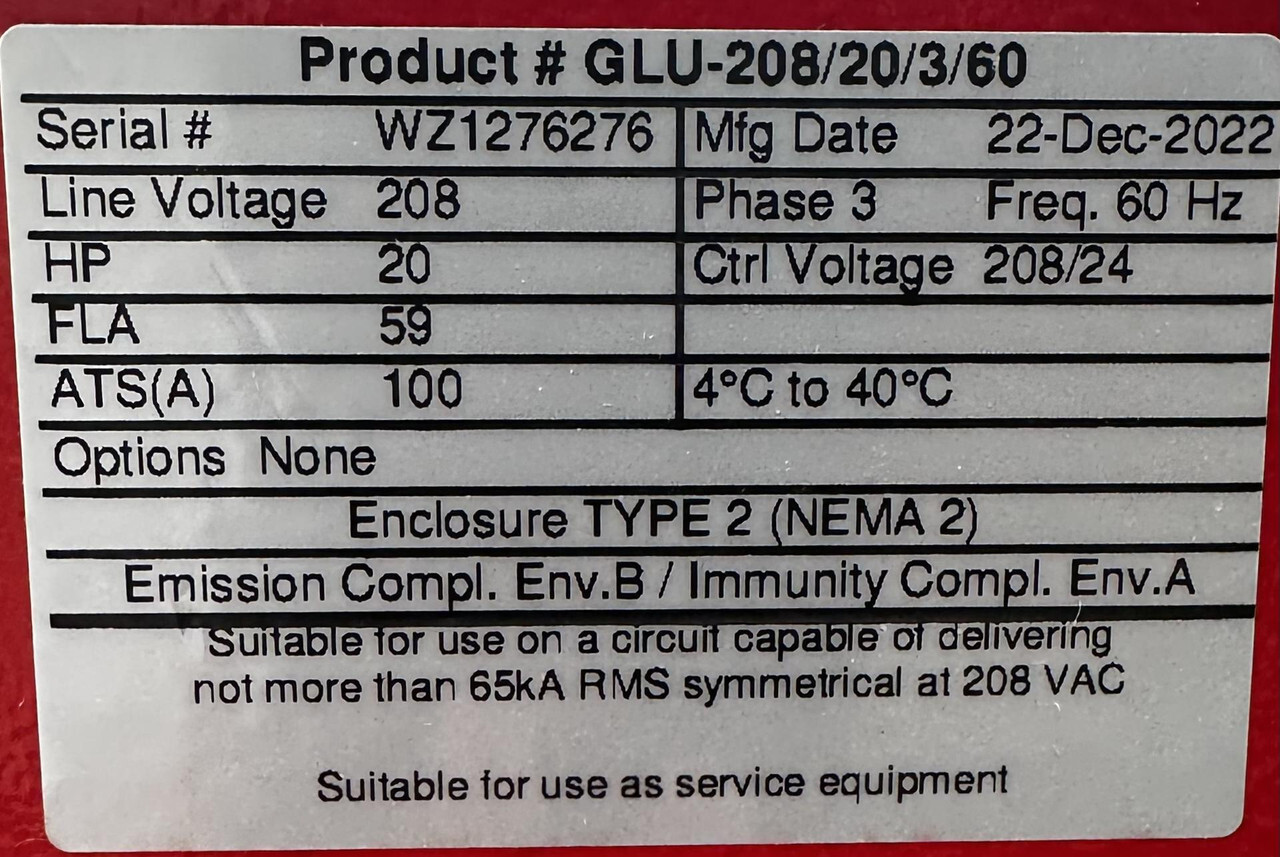 Product # GLU-208/20/3/60
Serial # WZ1276276 Mfg Date 22-Dec-2022
Line Voltage 208 Phase 3 Freq. 60 Hz
HP 20 Ctrl Voltage 208/24
FLA 59
ATS(A) 100 4°C to 40°C
Options None
Enclosure TYPE 2 (NEMA 2)
Emission Compl. Env.B / Immunity Compl. Env.A
Suitable for use on a circuit capable of delivering
not more than 65kA RMS symmetrical at 208 VAC
Suitable for use as service equipment